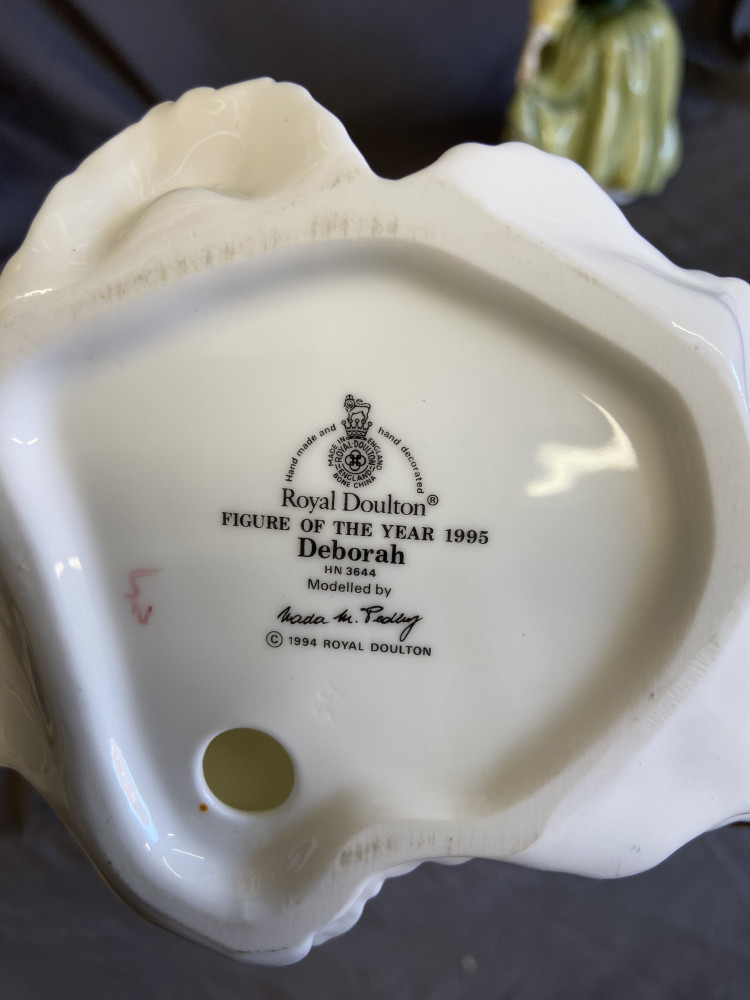 Hand made and hand decorated
MADE IN ENGLAND
ROYAL DOULTON
ENGLAND
BONE CHINA
Royal Doulton®
FIGURE OF THE YEAR 1995
Deborah
HN 3644
Modelled by
Nada M. Pedley
© 1994 ROYAL DOULTON